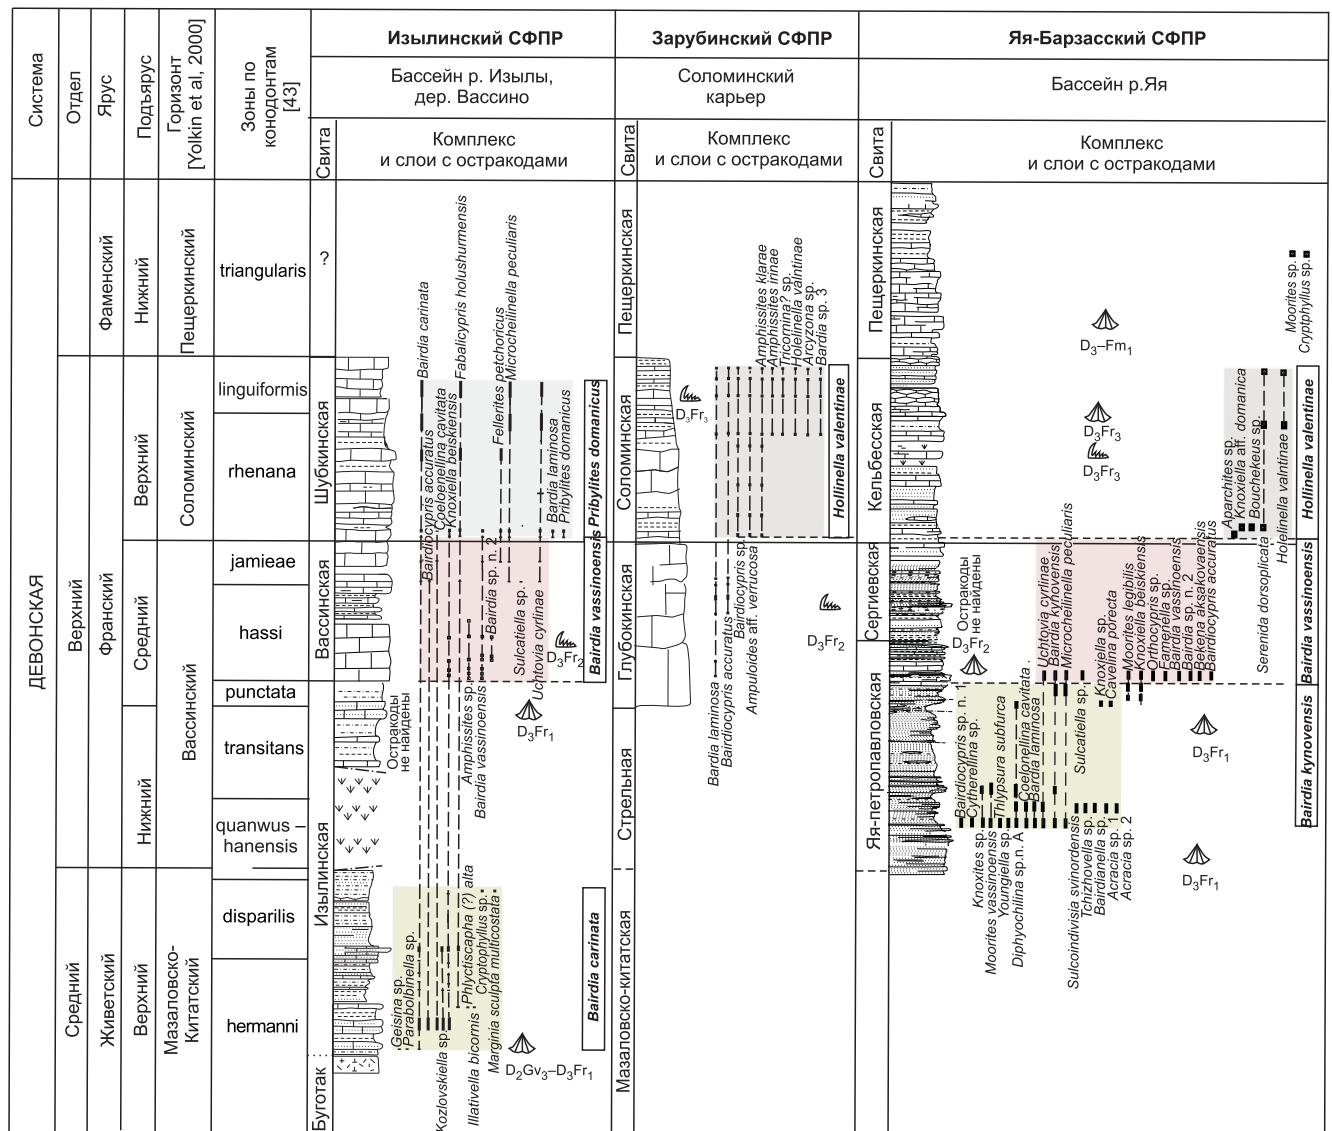 Система
Отдел
Ярус
Подъярус
Горизонт
[Yolkin et al, 2000]
Зоны по
конодонтам
[43]
Изылинский СФПР
Бассейн р. Изылы,
дер. Вассино
Свита
Комплекс
и слои с остракодами
Зарубинский СФПР
Соломинский
карьер
Свита
Комплекс
и слои с остракодами
Яя-Барзасский СФПР
Бассейн р.Яя
Свита
Комплекс
и слои с остракодами
ДЕВОНСКАЯ
Верхний
Средний
Фаменский
Франский
Живетский
Нижний
Верхний
Средний
Нижний
Верхний
Пещеркинский
Соломинский
Вассинский
Мазаловско-
Китатский
triangularis
linguiformis
rhenana
jamieae
hassi
punctata
transitans
quanwus –
hanensis
disparilis
hermanni
?
Шубкинская
Вассинская
Изылинская
Буготак
Bairdia carinata
Fabalicypris holushurmensis
Fellerites petchoricus
Microcheilinella peculiaris
Bairdiocypris accuratus
Coeloenellina cavitata
Knoxiella beiskiensis
Bardia laminosa
Pribylites domanicus
Pribylites domanicus
Bairdia sp. n. 2
Sulcatiella sp.
Uchtovia cyrlinae
D3Fr2
Bairdia vassinoensis
Остракоды
не найдены
Amphissites sp.
Bairdia vassinoensis
D3Fr1
Geisina sp.
Parabolbinella sp.
Kozlovskiella sp.
Illativella bicornis
Phlyctiscapha (?) alta
Cryptophyllus sp.
Marginia sculpta multicostata
Bairdia carinata
D2Gv3–D3Fr1
Пещеркинская
Соломинская
Глубокинская
Стрельная
Мазаловско-китатская
Amphissites klarae
Amphissites irinae
Tricornina? sp.
Holelinella valntinae
Arcyzona sp.
Bardia sp. 3
D3Fr3
Hollinella valentinae
Bardia laminosa
Bairdiocypris accuratus
Bairdiocypris sp.
Ampuloides aff. verrucosa
D3Fr2
Пещеркинская
Кельбесская
Сергиевская
Яя-петропавловская
Moorites sp.
Cryptphyllus sp.
D3–Fm1
D3Fr3
D3Fr3
Aparchites sp.
Knoxiella aff. domanica
Bouchekeus sp.
Serenida dorsoplicata
Holelinella valntinae
Hollinella valentinae
Остракоды
не найдены
D3Fr2
Uchtovia cyrlinae
Bairdia kynovensis
Microcheilinella peculiaris
Knoxiella sp.
Cavelina porecta
Moorites legibilis
Knoxiella beiskiensis
Orthocypris sp.
Famenella sp.
Bairdia vassinoensis
Bairdia sp. n. 2
Bekena aksakovaensis
Bairdiocypris accuratus
Bairdia vassinoensis
Bairdiocypris sp. n. 1
Cytherellina sp.
Thlypsura subfurca
Coelonellina cavitata
Bardia laminosa
Sulcatiella sp.
D3Fr1
Bairdia kynovensis
Knoxites sp.
Moorites vassinoensis
Youngiella sp.
Diphyochilina sp.n. A
Sulcoindivisia svinordensis
Tchizhovella sp.
Bairdianella sp.
Acracia sp. 1
Acracia sp. 2
D3Fr1